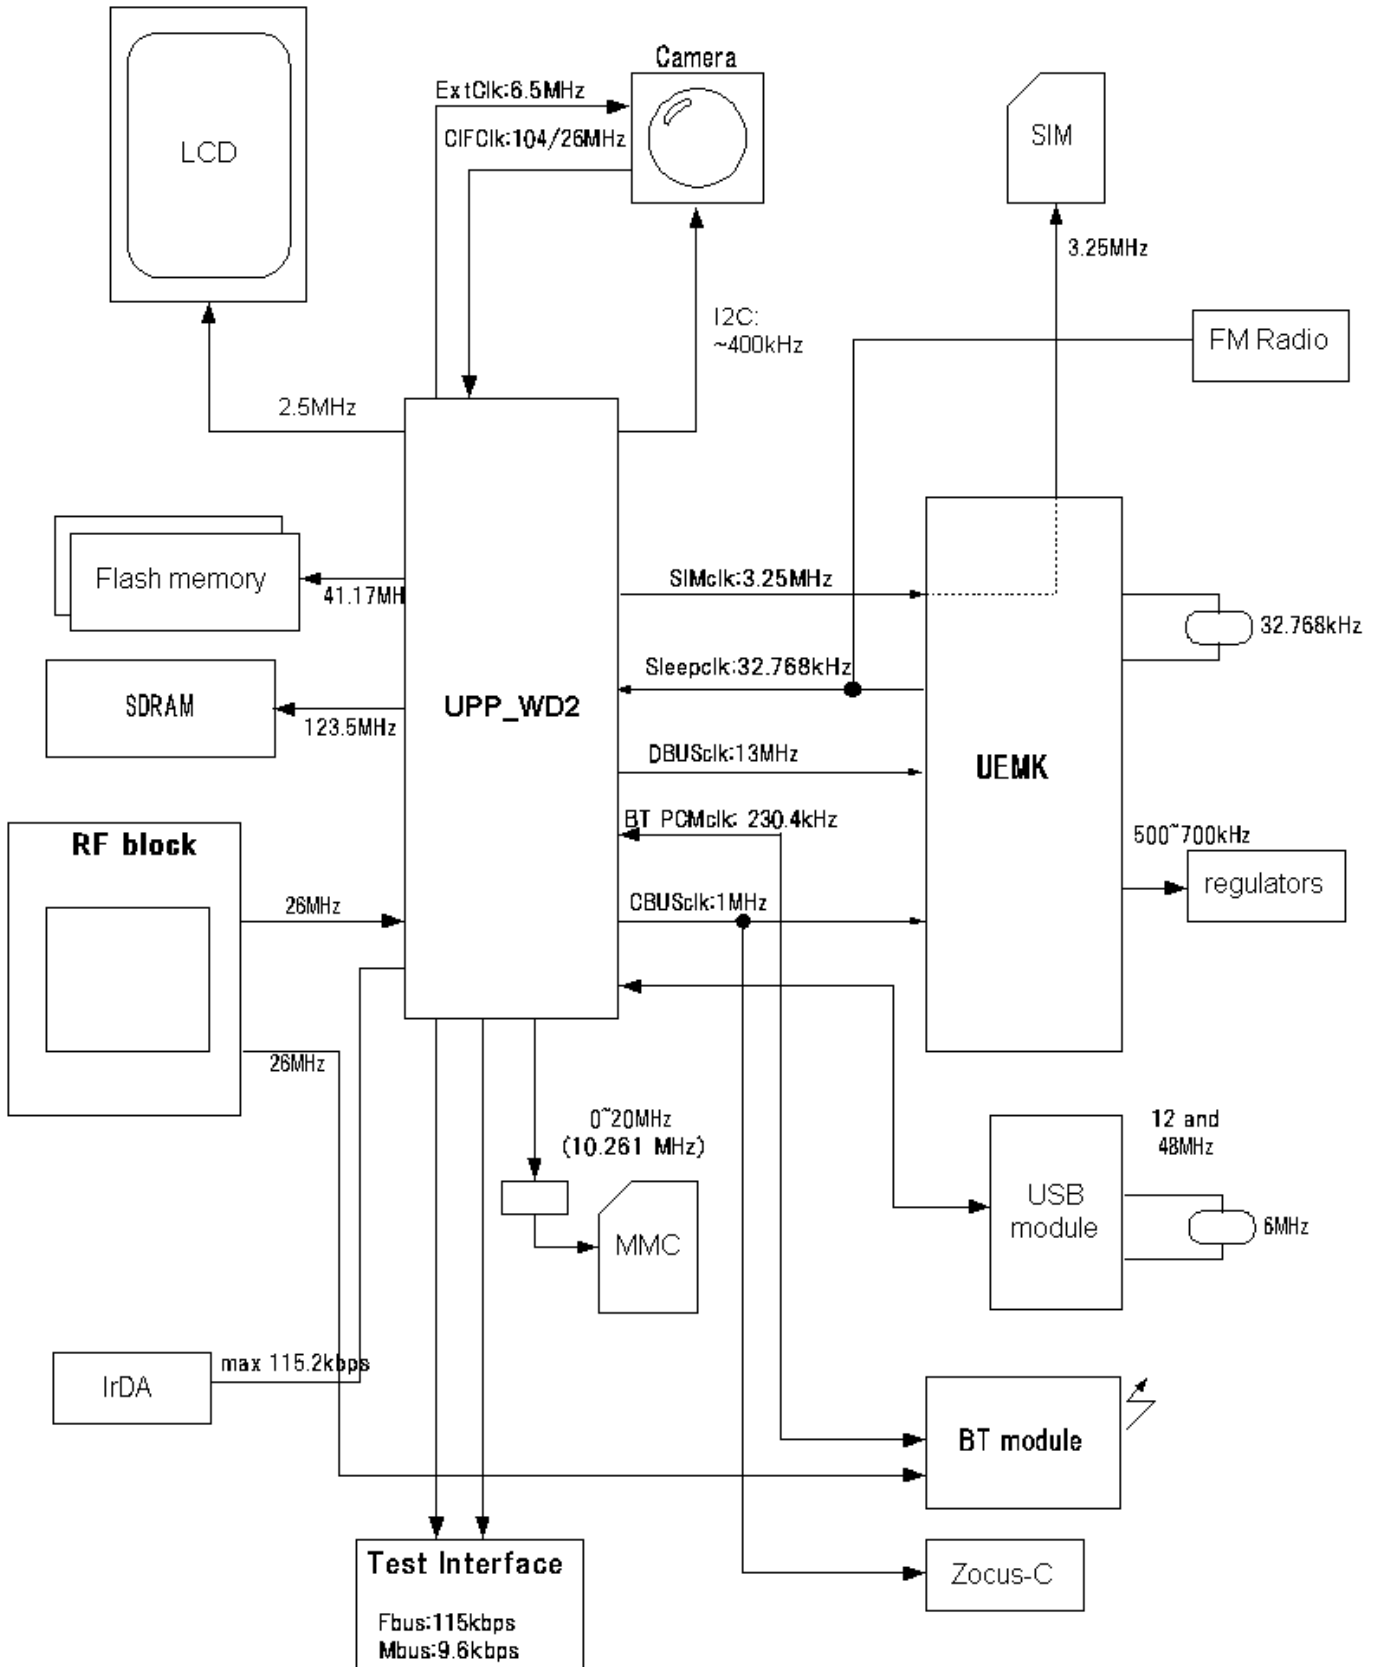 Camera
ExtClk:6.5MHz
CIFClk:104/26MHz
LCD
SIM
3.25MHz
I2C:
~400kHz
FM Radio
2.5MHz
Flash memory
41.17MH
SIMclk:3.25MHz
32.768kHz
Sleepclk:32.768kHz
SDRAM
123.5MHz
UPP_WD2
DBUSclk:13MHz
UEMK
BT PCMclk: 230.4kHz
RF block
500~700kHz
regulators
26MHz
CBUSclk:1MHz
26MHz
0~20MHz
(10.261 MHz)
12 and
48MHz
USB
module
6MHz
MMC
max 115.2kbps
IrDA
BT module
Test Interface
Zocus-C
Fbus:115kbps
Mbus:9.6kbps